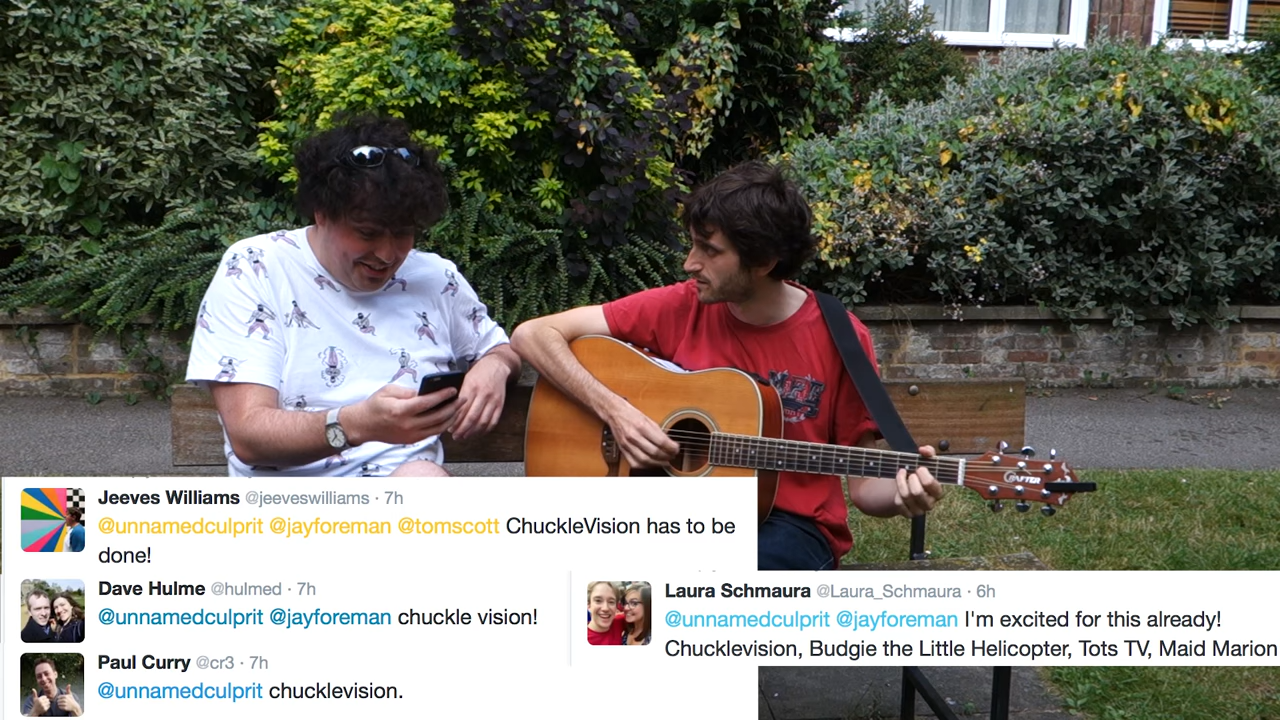 Jeeves Williams @jeeveswilliams · 7h
@unnamedculprit @jayforeman @tomscott ChuckleVision has to be
done!
Dave Hulme @hulmed · 7h
@unnamedculprit @jayforeman chuckle vision!
Paul Curry @cr3 · 7h
@unnamedculprit chucklevision.
Laura Schmaura @Laura_Schmaura · 6h
@unnamedculprit @jayforeman I'm excited for this already!
Chucklevision, Budgie the Little Helicopter, Tots TV, Maid Marion
CRAFTER